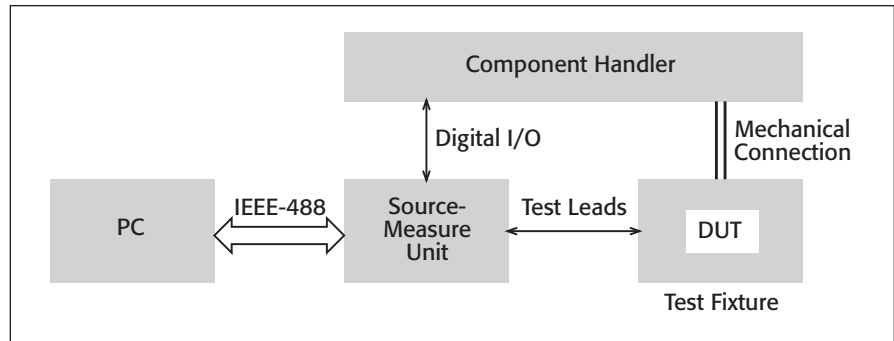 Component Handler
Digital I/O
Mechanical
Connection
PC
IEEE-488
Source-
Measure
Unit
Test Leads
DUT
Test Fixture